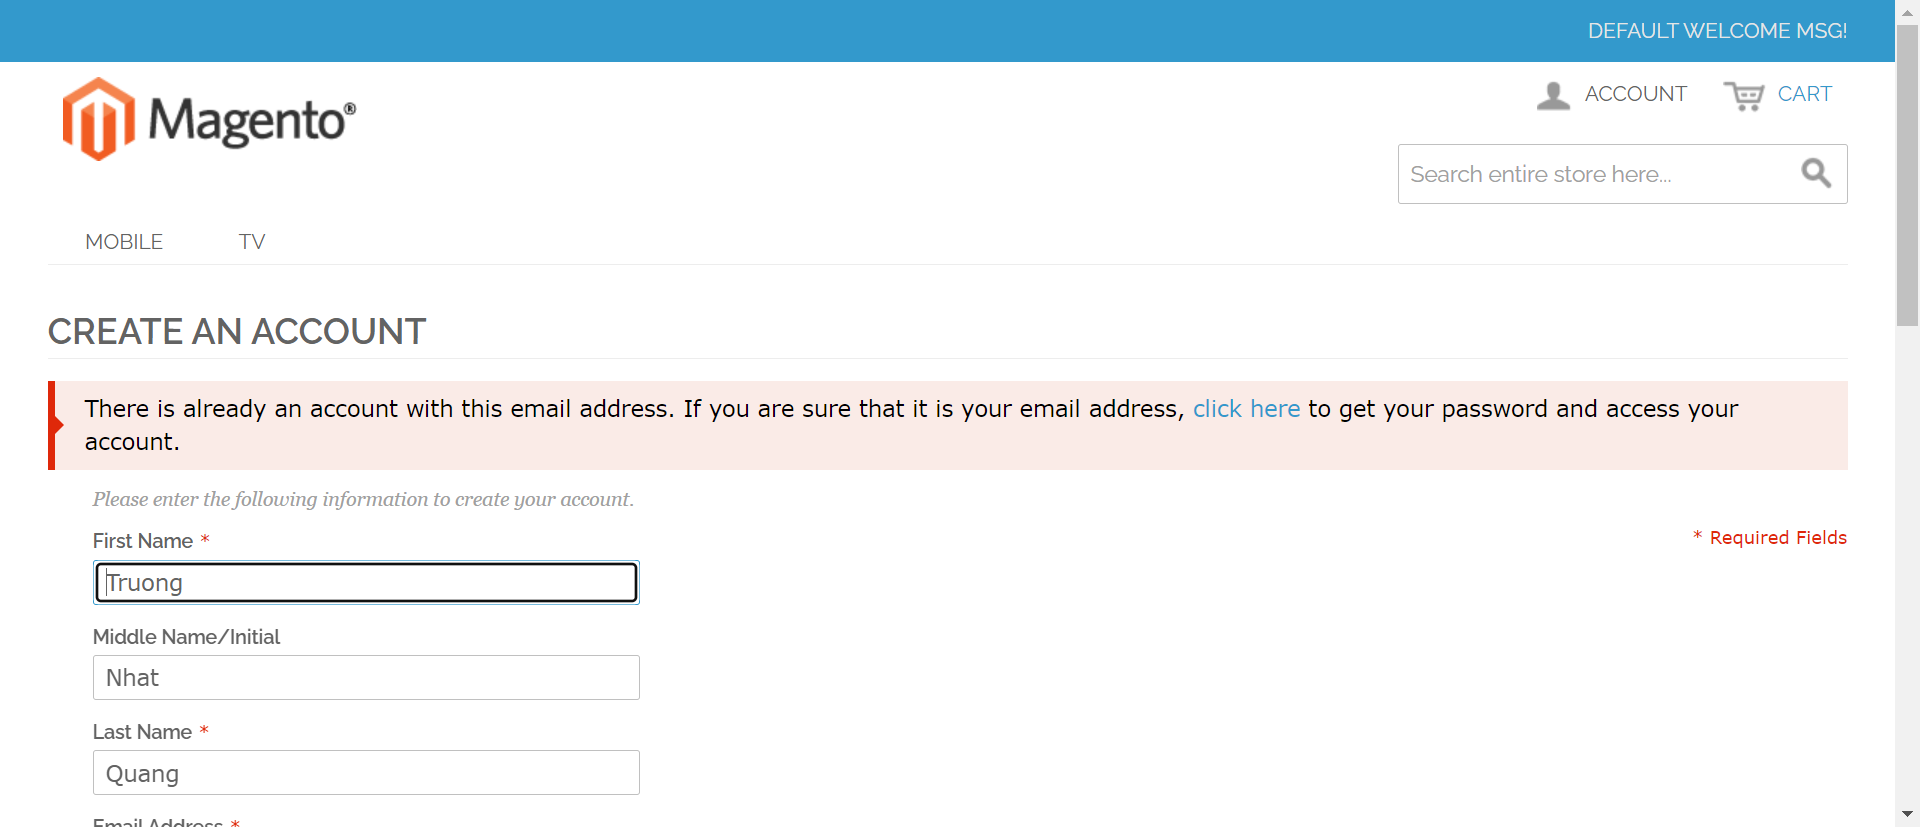 DEFAULT WELCOME MSG!
Magento®
ACCOUNT
CART
Search entire store here...
MOBILE
TV
CREATE AN ACCOUNT
There is already an account with this email address. If you are sure that it is your email address, click here to get your password and access your
account.
Please enter the following information to create your account.
First Name *
* Required Fields
Truong
Middle Name/Initial
Nhat
Last Name *
Quang
Email Address *